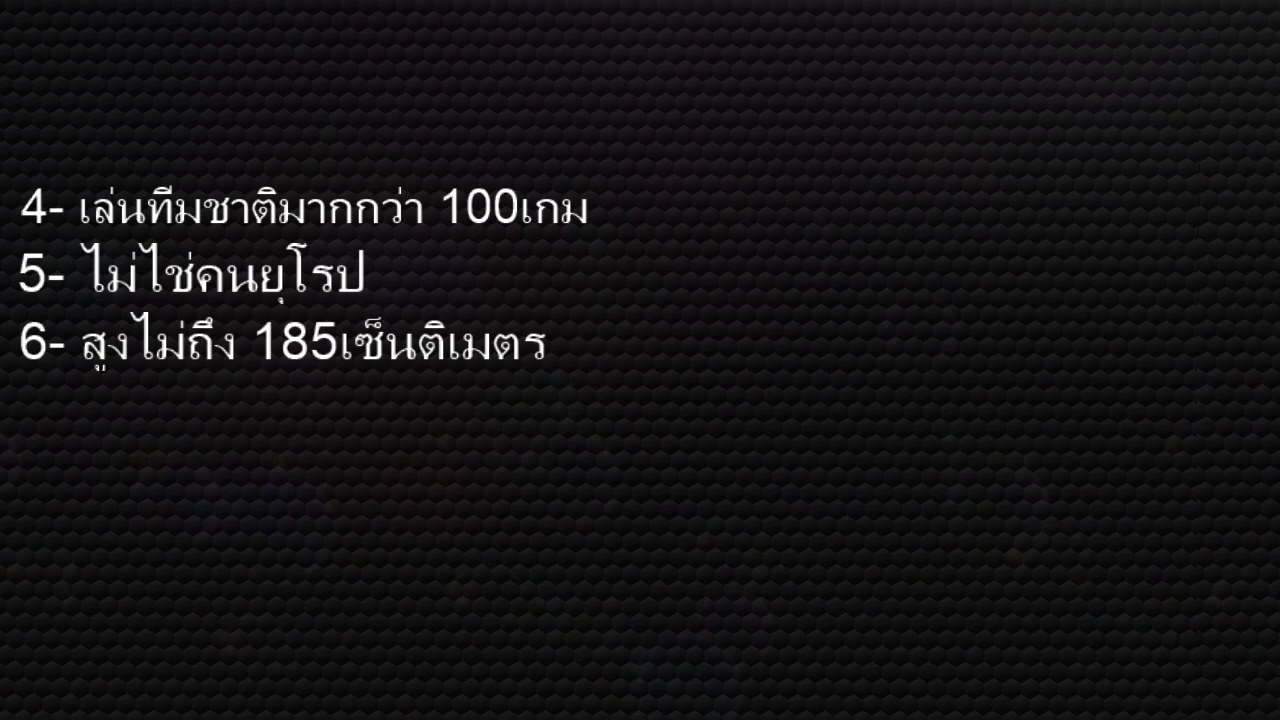 4- เล่นทีมชาติมากกว่า 100เกม
5- ไม่ไช่คนยุโรป
6- สูงไม่ถึง 185เซ็นติเมตร